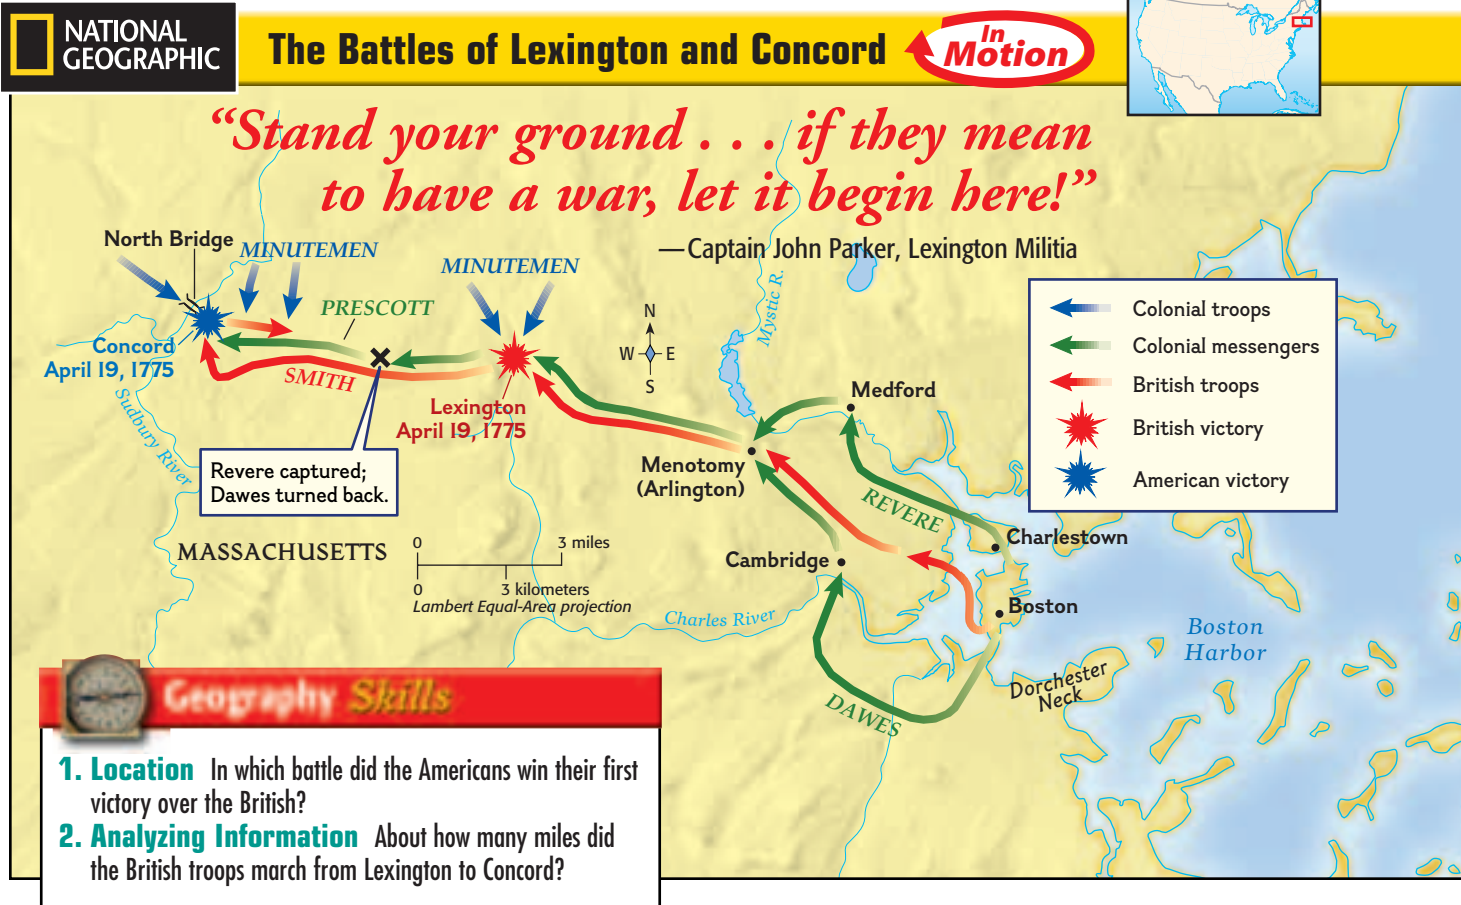 NATIONAL
GEOGRAPHIC
The Battles of Lexington and Concord
In
Motion
“Stand your ground . . . if they mean
to have a war, let it begin here!”
—Captain John Parker, Lexington Militia
North Bridge
MINUTEMEN
MINUTEMEN
PRESCOTT
Concord
April 19, 1775
SMITH
Lexington
April 19, 1775
Sudbury River
Revere captured;
Dawes turned back.
MASSACHUSETTS
N
W
E
S
Mystic R.
Medford
Menotomy
(Arlington)
REVERE
Charlestown
Cambridge
Boston
Charles River
DAWES
Dorchester
Neck
Boston
Harbor
0
3 miles
0
3 kilometers
Lambert Equal-Area projection
Colonial troops
Colonial messengers
British troops
British victory
American victory
Geography Skills
1. Location In which battle did the Americans win their first
victory over the British?
2. Analyzing Information About how many miles did
the British troops march from Lexington to Concord?